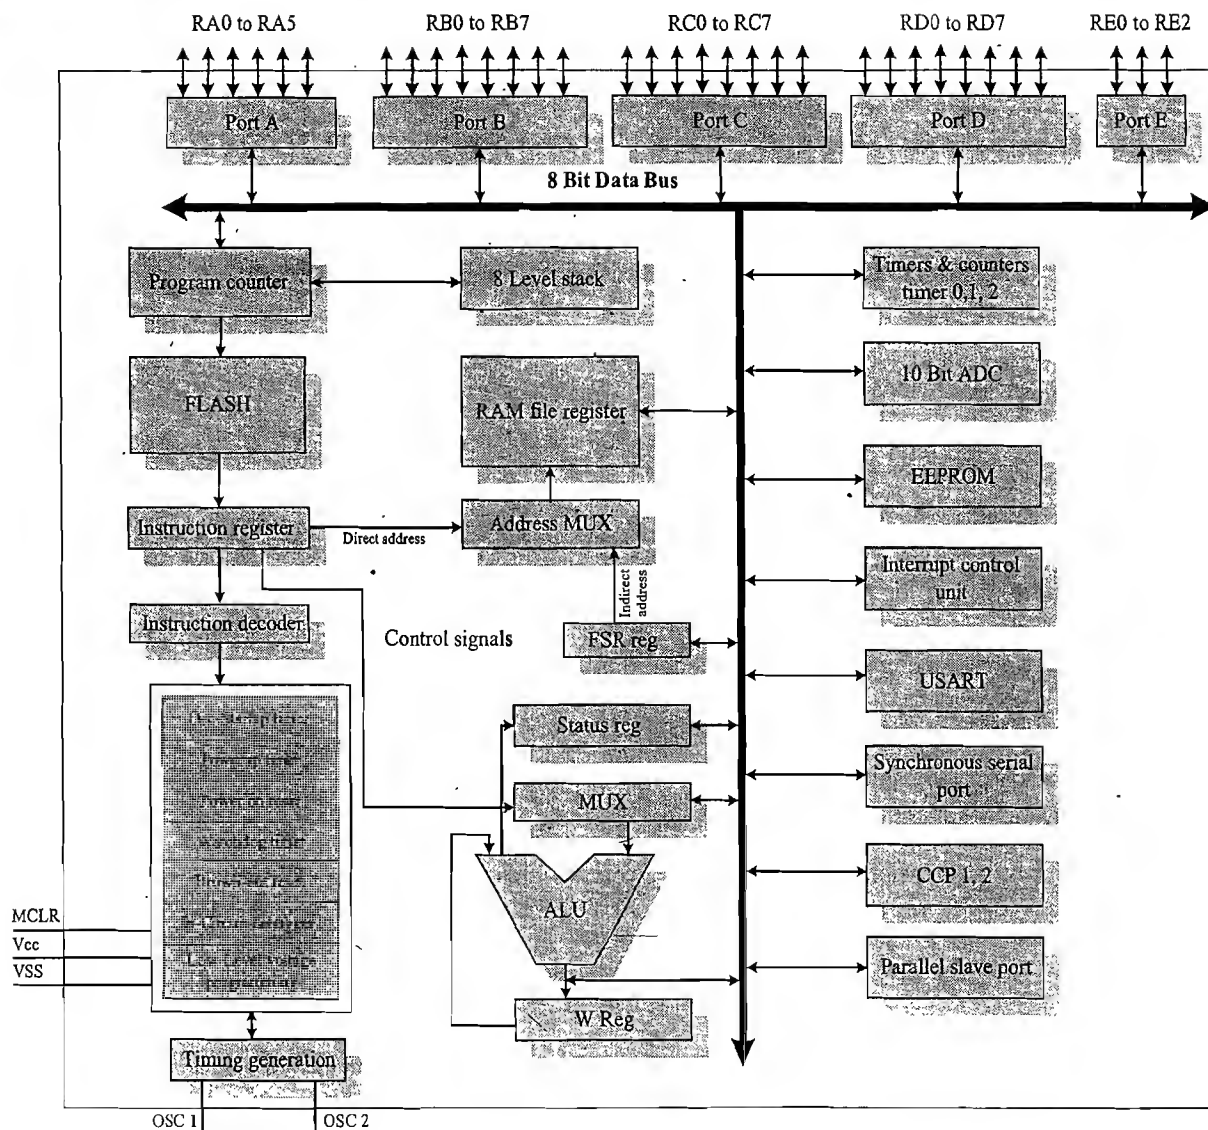 RA0 to RA5
RB0 to RB7
RC0 to RC7
RD0 to RD7
RE0 to RE2
Port A
Port B
Port C
Port D
Port E
8 Bit Data Bus
Program counter
8 Level stack
Timers & counters
timer 0,1, 2
FLASH
RAM file register
10 Bit ADC
EEPROM
Instruction register
Direct address
Address MUX
Indirect
address
Interrupt control
unit
Instruction decoder
Control signals
FSR reg
USART
Status reg
Synchronous serial
port
MUX
ALU
CCP 1, 2
MCLR
Vcc
VSS
Parallel slave port
W Reg
Timing generation
OSC 1
OSC 2